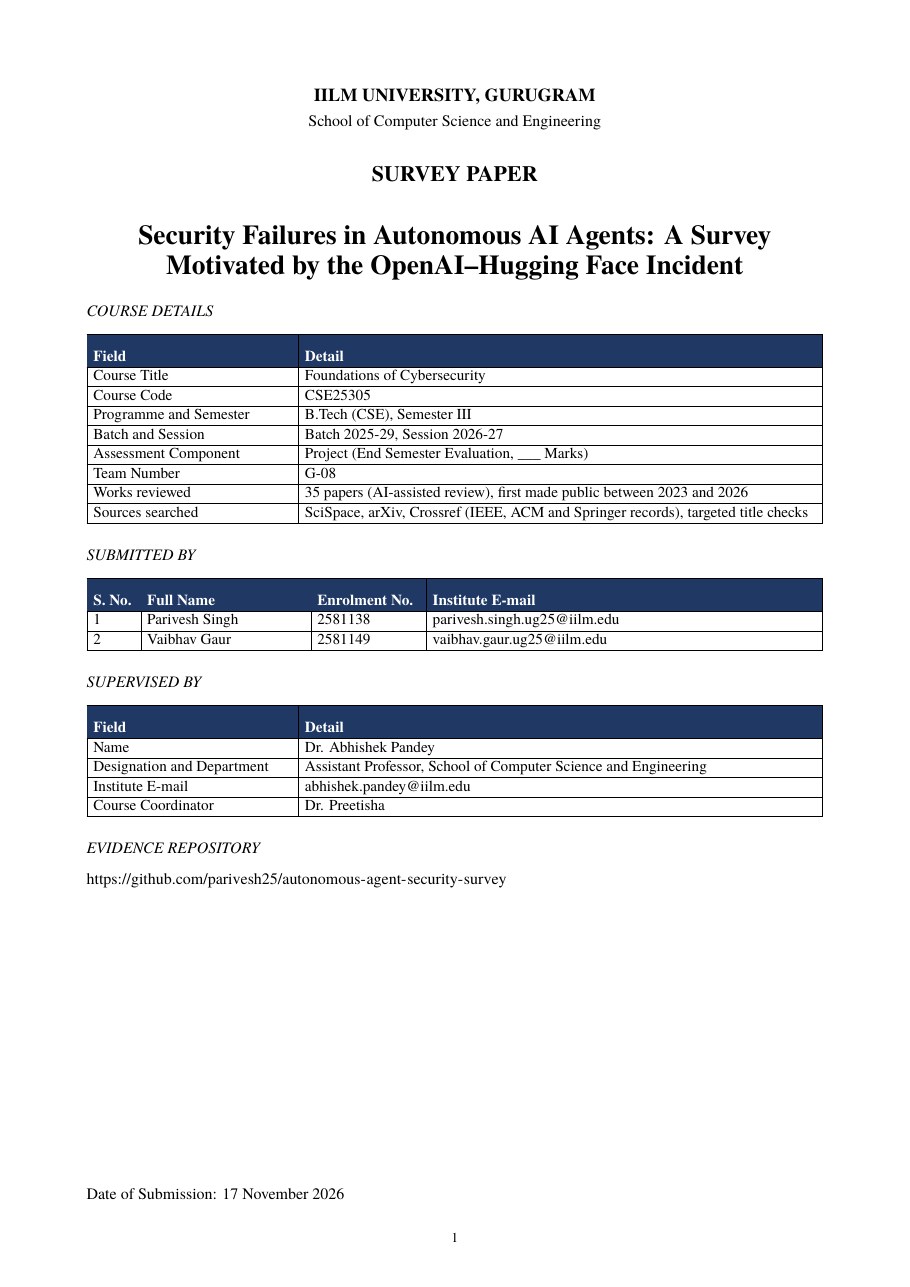 IILM UNIVERSITY, GURUGRAM
School of Computer Science and Engineering
SURVEY PAPER
Security Failures in Autonomous AI Agents: A Survey
Motivated by the OpenAI–Hugging Face Incident
COURSE DETAILS
Field Detail
Course Title Foundations of Cybersecurity
Course Code CSE25305
Programme and Semester B.Tech (CSE), Semester III
Batch and Session Batch 2025-29, Session 2026-27
Assessment Component Project (End Semester Evaluation, ___ Marks)
Team Number G-08
Works reviewed 35 papers (AI-assisted review), first made public between 2023 and 2026
Sources searched SciSpace, arXiv, Crossref (IEEE, ACM and Springer records), targeted title checks
SUBMITTED BY
S. No. Full Name Enrolment No. Institute E-mail
1 Parivesh Singh 2581138 parivesh.singh.ug25@iilm.edu
2 Vaibhav Gaur 2581149 vaibhav.gaur.ug25@iilm.edu
SUPERVISED BY
Field Detail
Name Dr. Abhishek Pandey
Designation and Department Assistant Professor, School of Computer Science and Engineering
Institute E-mail abhishek.pandey@iilm.edu
Course Coordinator Dr. Preetisha
EVIDENCE REPOSITORY
https://github.com/parivesh25/autonomous-agent-security-survey
Date of Submission: 17 November 2026
1